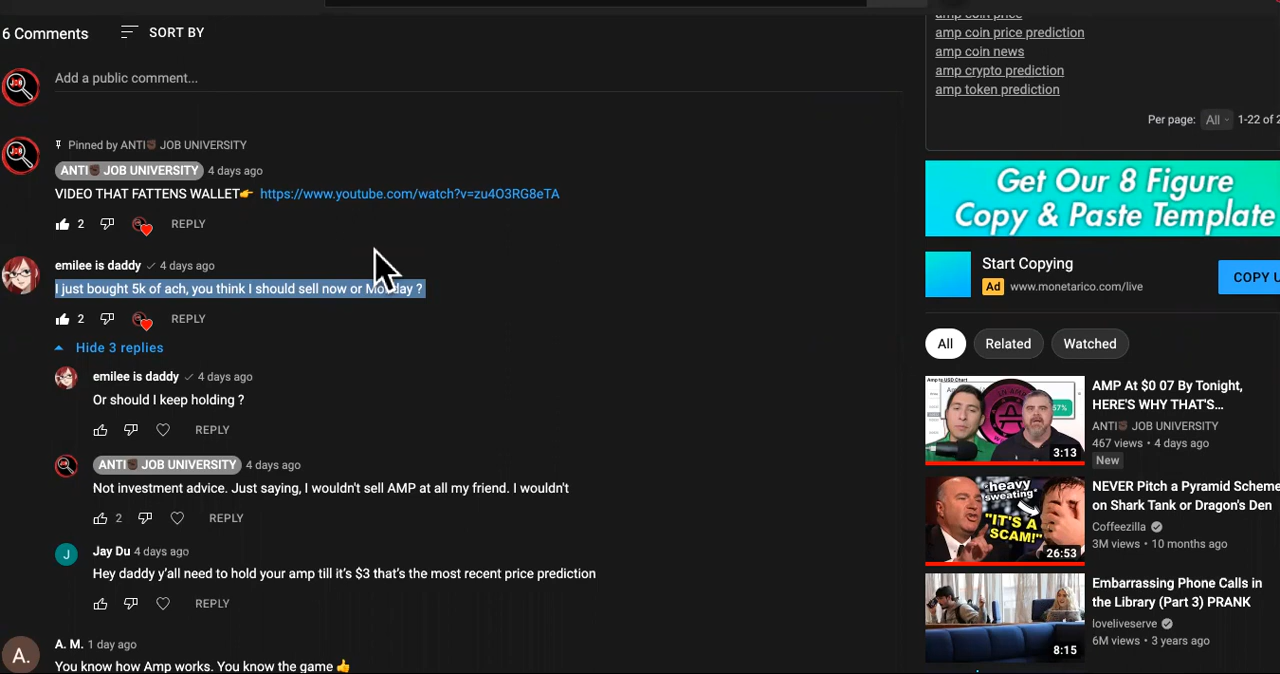 6 Comments
SORT BY
Add a public comment...
Pinned by ANTI✊🏿 JOB UNIVERSITY
ANTI✊🏿 JOB UNIVERSITY 4 days ago
VIDEO THAT FATTENS WALLET👉 https://www.youtube.com/watch?v=zu4O3RG8eTA
2 REPLY
emilee is daddy 4 days ago
I just bought 5k of ach, you think I should sell now or Monday ?
2 REPLY
Hide 3 replies
emilee is daddy 4 days ago
Or should I keep holding ?
REPLY
ANTI✊🏿 JOB UNIVERSITY 4 days ago
Not investment advice. Just saying, I wouldn't sell AMP at all my friend. I wouldn't
2 REPLY
J
Jay Du 4 days ago
Hey daddy y'all need to hold your amp till it's $3 that's the most recent price prediction
REPLY
A.
A. M. 1 day ago
You know how Amp works. You know the game 👍
amp coin price
amp coin price prediction
amp coin news
amp crypto prediction
amp token prediction
Per page: All 1-22 of 2
Get Our 8 Figure
Copy & Paste Template
Start Copying
Ad www.monetarico.com/live
COPY U
All Related Watched
57%
3:13
AMP At $0 07 By Tonight,
HERE'S WHY THAT'S...
ANTI✊🏿 JOB UNIVERSITY
467 views • 4 days ago
New
*heavy
sweating*
"IT'S A
SCAM!"
26:53
NEVER Pitch a Pyramid Scheme
on Shark Tank or Dragon's Den
Coffeezilla
3M views • 10 months ago
8:15
Embarrassing Phone Calls in
the Library (Part 3) PRANK
loveliveserve
6M views • 3 years ago